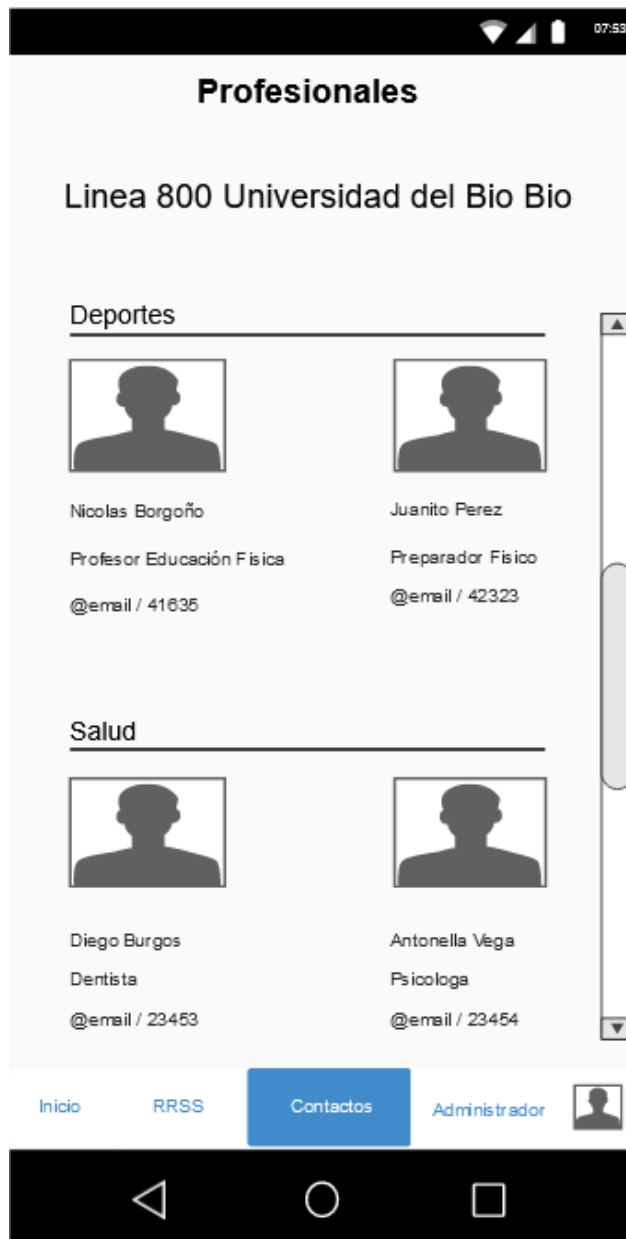 07:53
Profesionales
Linea 800 Universidad del Bio Bio
Deportes
Nicolas Borgoño
Profesor Educación Fisica
@email / 41635
Juanito Perez
Preparador Fisico
@email / 42323
Salud
Diego Burgos
Dentista
@email / 23453
Antonella Vega
Psicologa
@email / 23454
Inicio RRSS Contactos Administrador